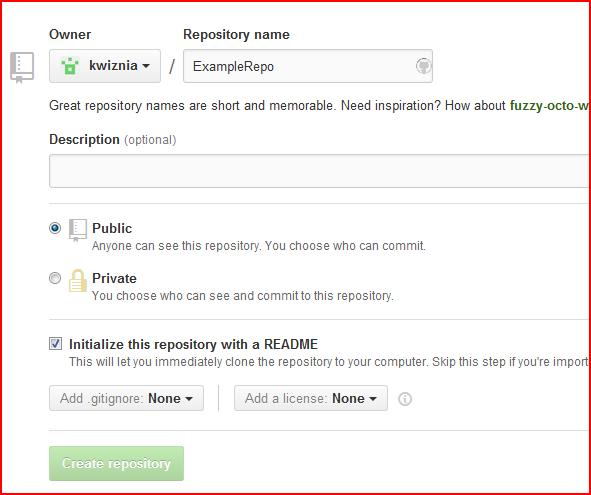 Owner Repository name
kwiznia / ExampleRepo
Great repository names are short and memorable. Need inspiration? How about fuzzy-octo-w
Description (optional)
Public
Anyone can see this repository. You choose who can commit.
Private
You choose who can see and commit to this repository.
Initialize this repository with a README
This will let you immediately clone the repository to your computer. Skip this step if you're import
Add .gitignore: None Add a license: None
Create repository